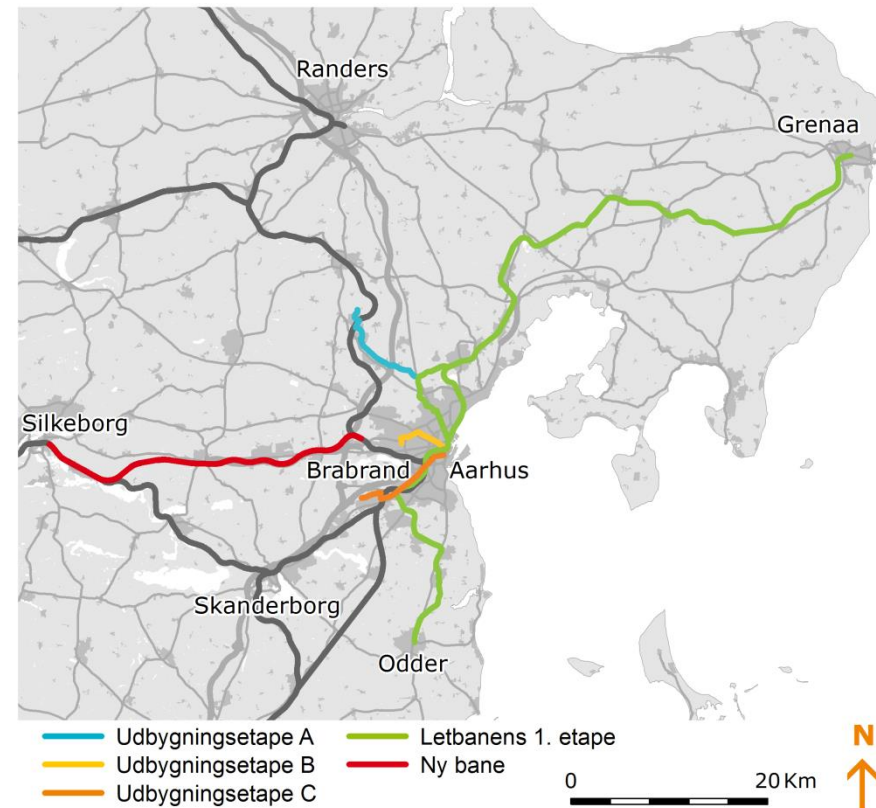 Randers
Grenaa
Silkeborg
Brabrand
Aarhus
Skanderborg
Odder
Udbygningsetape A
Udbygningsetape B
Udbygningsetape C
Letbanens 1. etape
Ny bane
0 20 Km
N